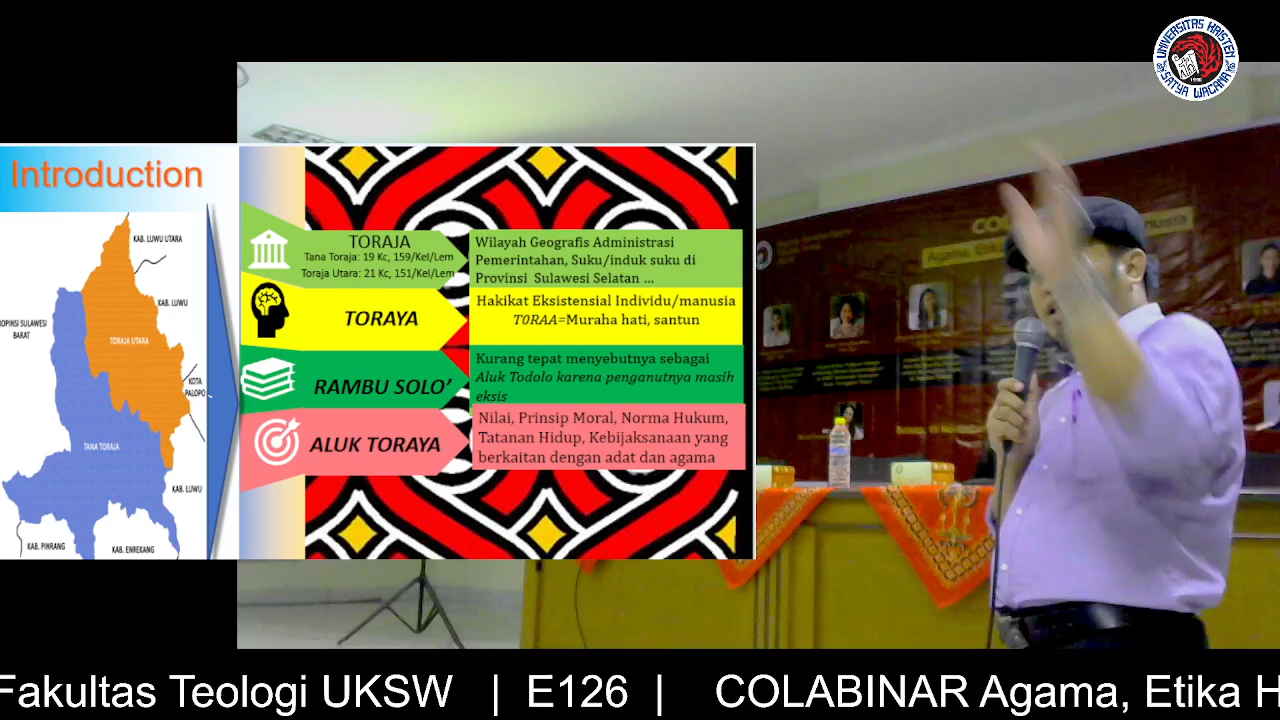 UNIVERSITAS KRISTEN
SATYA WACANA
1956
Introduction
KAB. LUWU UTARA
KAB. LUWU
TORAJA UTARA
KOTA
PALOPO
TANA TORAJA
KAB. LUWU
KAB. PINRANG
KAB. ENREKANG
SULAWESI
BARAT
TORAJA
Tana Toraja: 19 Kc, 159/Kel/Lem
Toraja Utara: 21 Kc, 151/Kel/Lem
Wilayah Geografis Administrasi
Pemerintahan, Suku/induk suku di
Provinsi Sulawesi Selatan ...
TORAYA
Hakikat Eksistensial Individu/manusia
T0RAA=Muraha hati, santun
RAMBU SOLO’
Kurang tepat menyebutnya sebagai
Aluk Todolo karena penganutnya masih
eksis
ALUK TORAYA
Nilai, Prinsip Moral, Norma Hukum,
Tatanan Hidup, Kebijaksanaan yang
berkaitan dengan adat dan agama
Fakultas Teologi UKSW | E126 | COLABINAR Agama, Etika H